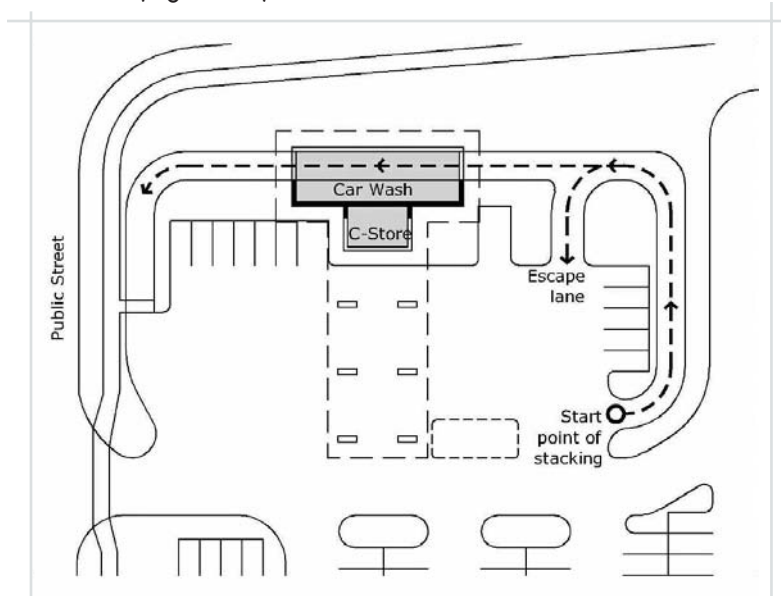 Car Wash
C-Store
Public Street
Escape
lane
Start
point of
stacking